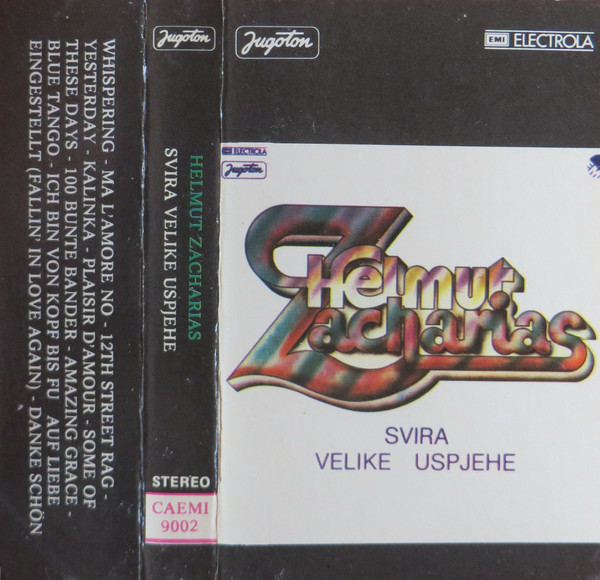 WHISPERING - MA L'AMORE NO - 12TH STREET RAG -
YESTERDAY - KALINKA - PLAISIR D'AMOUR - SOME OF
THESE DAYS - 100 BUNTE BANDER - AMAZING GRACE -
BLUE TANGO - ICH BIN VON KOPF BIS FU AUF LIEBE
EINGESTELLT (FALLIN' IN LOVE AGAIN) - DANKE SCHÖN
Jugoton
HELMUT ZACHARIAS
SVIRA VELIKE USPJEHE
STEREO
CAEMI
9002
Jugoton
EMI ELECTROLA
EMI ELECTROLA
Jugoton
Helmut
Zacharias
SVIRA
VELIKE USPJEHE